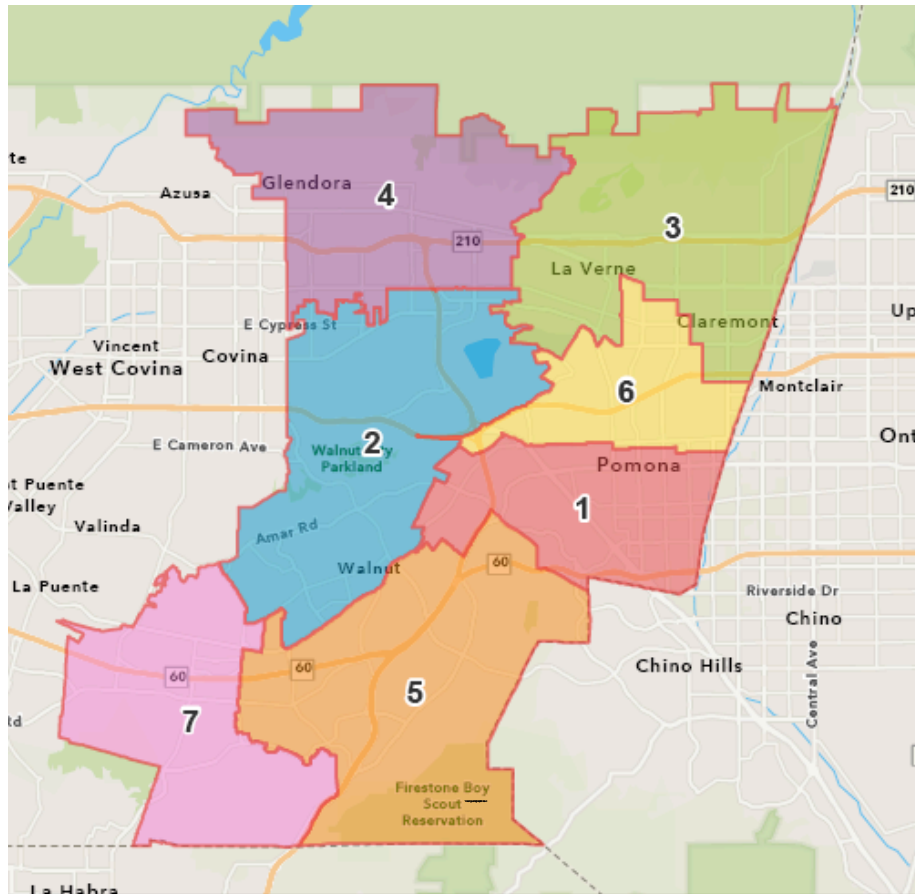 te
Azusa
Glendora
4
210
3
210
La Verne
Up
E Cypress St
Claremont
Vincent
Covina
West Covina
6
Montclair
E Cameron Ave
2
Ont
Parkland
Pomona
ot Puente
Valley
1
Valinda
Amar Rd
Walnut
60
La Puente
Riverside Dr
Chino
Chino Hills
60
60
Central Ave
5
7
Rd
Firestone Boy
Scout
Reservation
La Habra